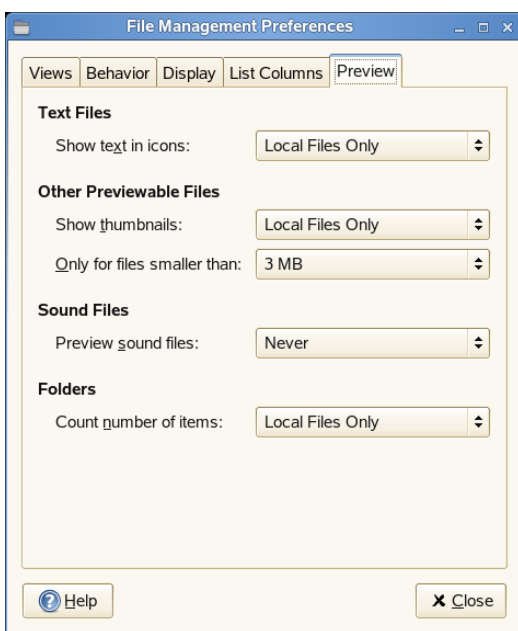 File Management Preferences
Views Behavior Display List Columns Preview
Text Files
Show text in icons: Local Files Only
Other Previewable Files
Show thumbnails: Local Files Only
Only for files smaller than: 3 MB
Sound Files
Preview sound files: Never
Folders
Count number of items: Local Files Only
Help Close